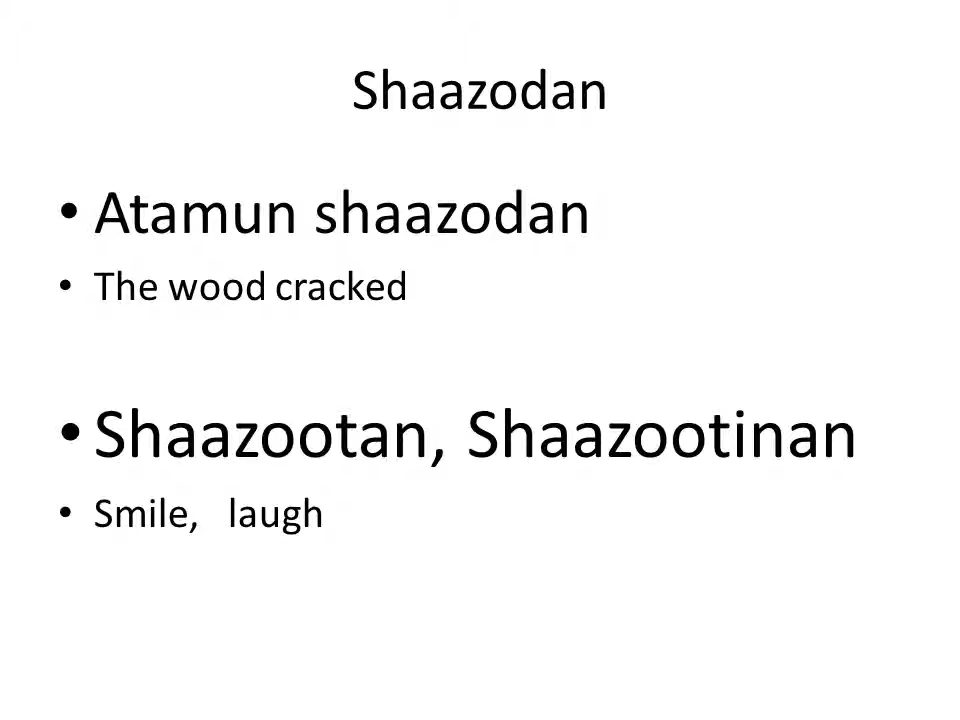 Shaazodan
• Atamun shaazodan
• The wood cracked
• Shaazootan, Shaazootinan
• Smile, laugh